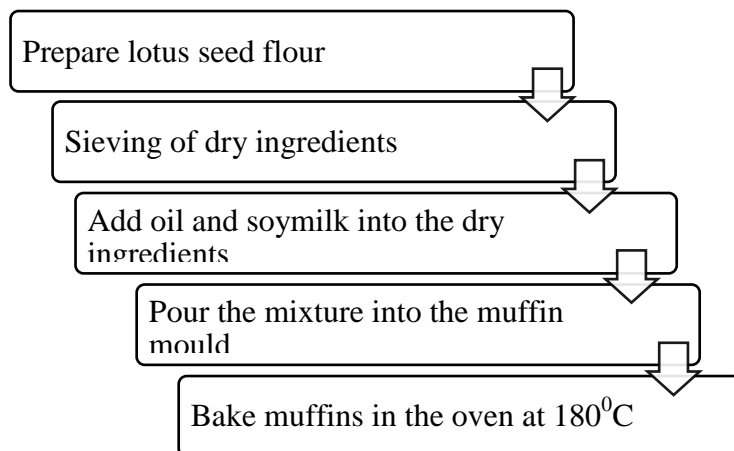 Prepare lotus seed flour
Sieving of dry ingredients
Add oil and soymilk into the dry
ingredients
Pour the mixture into the muffin
mould
Bake muffins in the oven at 180⁰C